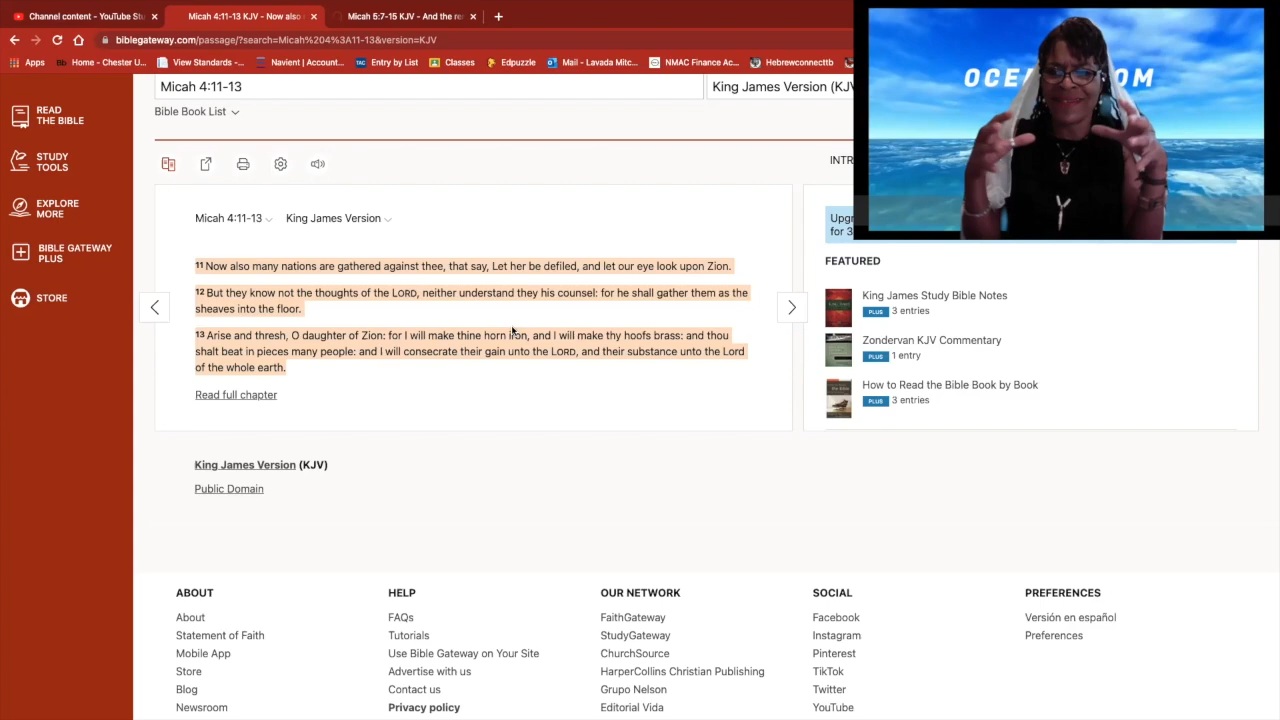 Channel content - YouTube Stu
Micah 4:11-13 KJV - Now also
Micah 5:7-15 KJV - And the re
biblegateway.com/passage/?search=Micah%204%3A11-13&version=KJV
Apps
Home - Chester U...
View Standards -...
Navient | Account...
Entry by List
Classes
Edpuzzle
Mail - Lavada Mitc...
NMAC Finance Ac...
Hebrewconnecttb
Micah 4:11-13
King James Version (KJV
Bible Book List
READ
THE BIBLE
STUDY
TOOLS
EXPLORE
MORE
BIBLE GATEWAY
PLUS
STORE
INTR
Micah 4:11-13
King James Version
11 Now also many nations are gathered against thee, that say, Let her be defiled, and let our eye look upon Zion.
12 But they know not the thoughts of the LORD, neither understand they his counsel: for he shall gather them as the
sheaves into the floor.
13 Arise and thresh, O daughter of Zion: for I will make thine horn iron, and I will make thy hoofs brass: and thou
shalt beat in pieces many people: and I will consecrate their gain unto the LORD, and their substance unto the Lord
of the whole earth.
Read full chapter
King James Version (KJV)
Public Domain
Upgr
for 3
FEATURED
King James Study Bible Notes
PLUS 3 entries
Zondervan KJV Commentary
PLUS 1 entry
How to Read the Bible Book by Book
PLUS 3 entries
ABOUT
About
Statement of Faith
Mobile App
Store
Blog
Newsroom
HELP
FAQs
Tutorials
Use Bible Gateway on Your Site
Advertise with us
Contact us
Privacy policy
OUR NETWORK
FaithGateway
StudyGateway
ChurchSource
HarperCollins Christian Publishing
Grupo Nelson
Editorial Vida
SOCIAL
Facebook
Instagram
Pinterest
TikTok
Twitter
YouTube
PREFERENCES
Versión en español
Preferences